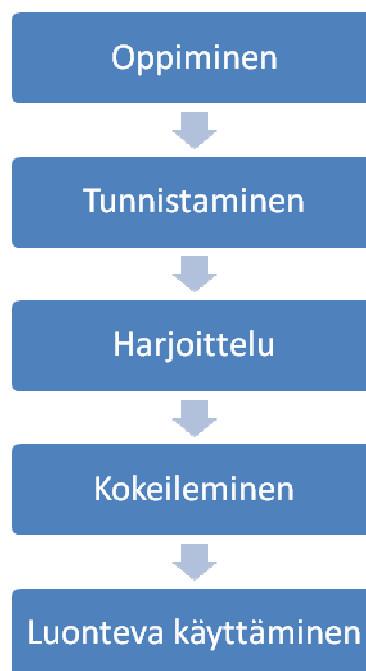 Oppiminen
Tunnistaminen
Harjoittelu
Kokeileminen
Luonteva käyttäminen